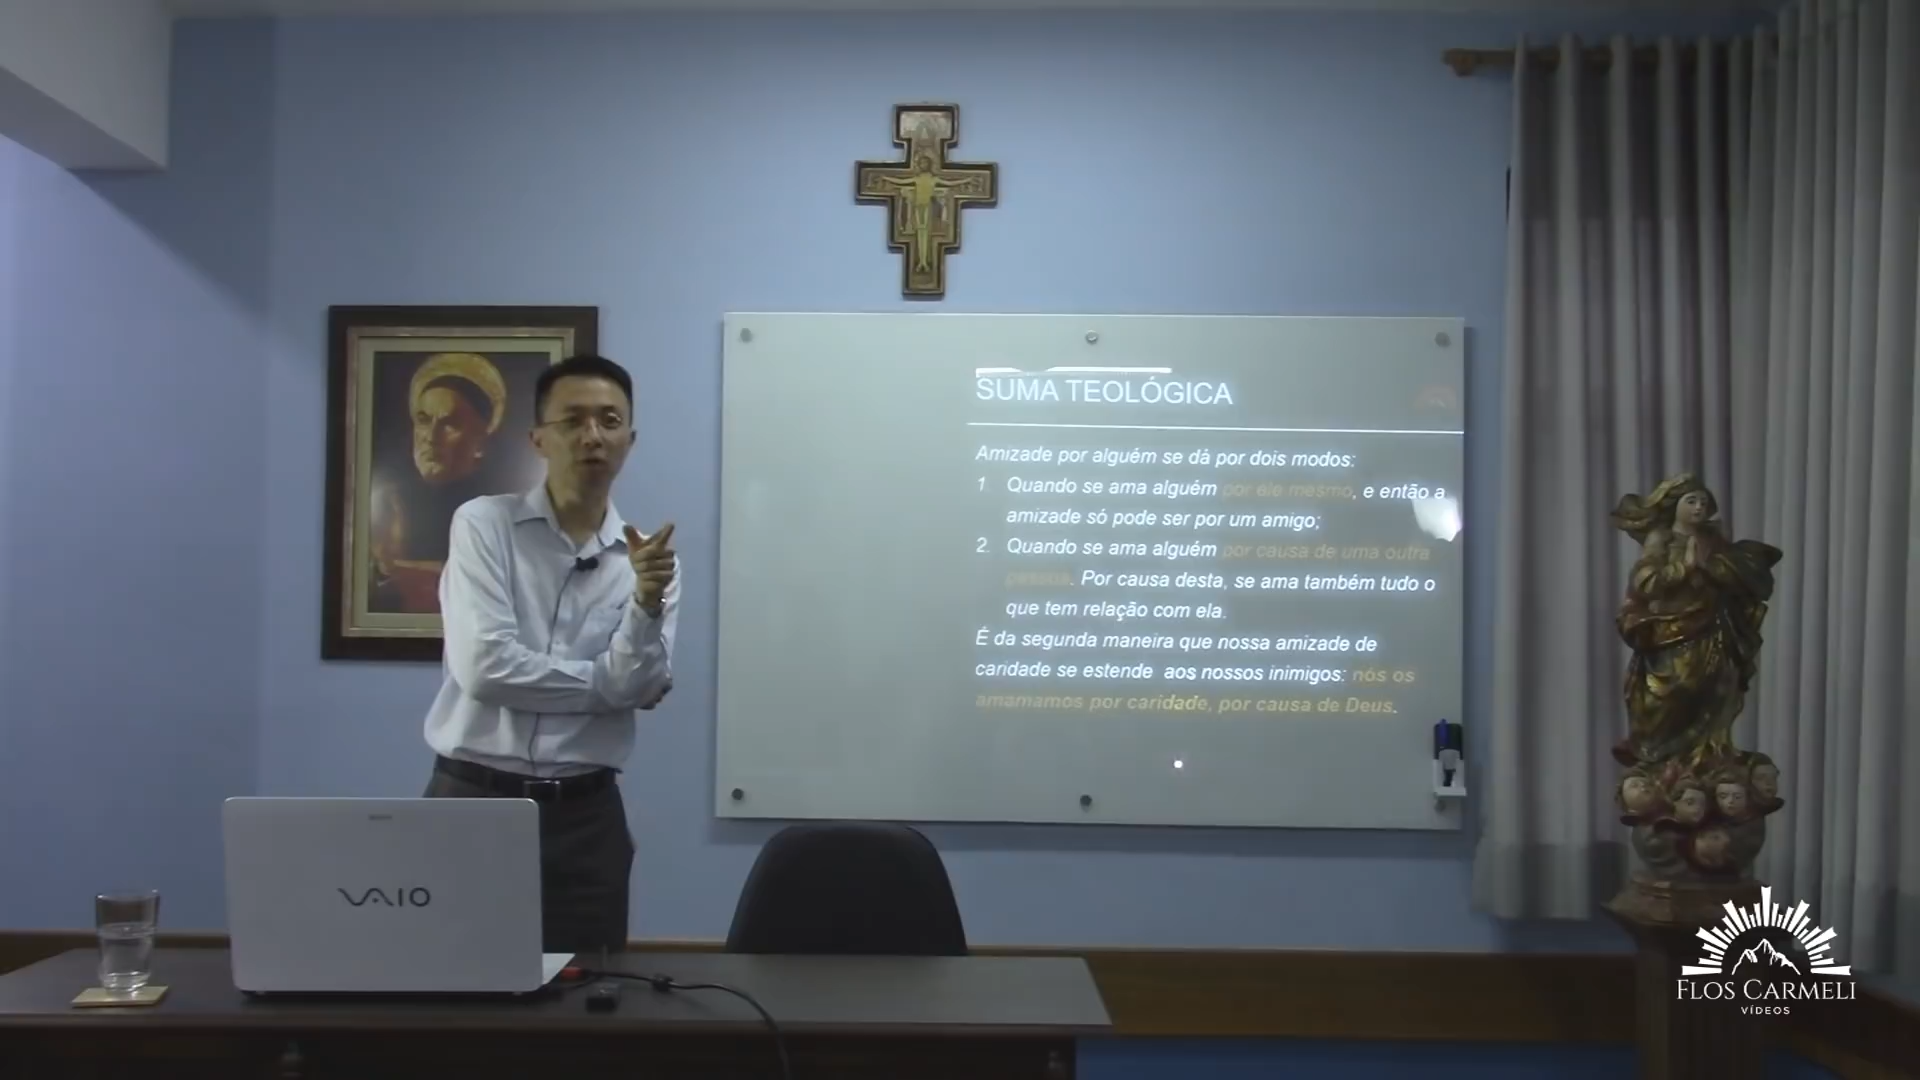 SUMA TEOLÓGICA
Amizade por alguém se dá por dois modos:
1 Quando se ama alguém por ele mesmo, e então a
amizade só pode ser por um amigo;
2. Quando se ama alguém por causa de uma outra
pessoa. Por causa desta, se ama também tudo o
que tem relação com ela.
É da segunda maneira que nossa amizade de
caridade se estende aos nossos inimigos: nós os
amamamos por caridade, por causa de Deus.
VAIO
FLOS CARMELI
VÍDEOS